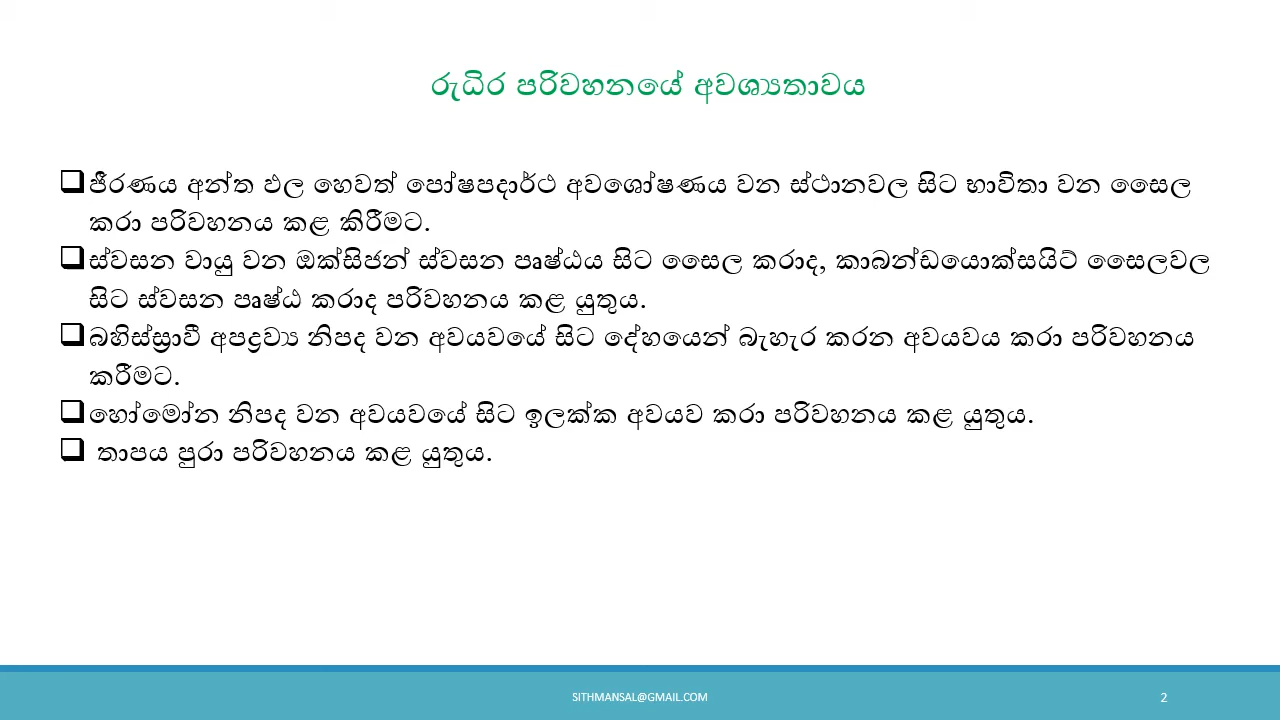 රුධිර පරිවහනයේ අවශ්‍යතාවය
❑ජීරණය අන්ත ඵල හෙවත් පෝෂපදාර්ථ අවශෝෂණය වන ස්ථානවල සිට භාවිතා වන සෛල
කරා පරිවහනය කළ කිරීමට.
❑ස්වසන වායු වන ඔක්සිජන් ස්වසන පෘෂ්ඨය සිට සෛල කරාද, කාබන්ඩයොක්සයිට් සෛලවල
සිට ස්වසන පෘෂ්ඨ කරාද පරිවහනය කළ යුතුය.
❑බහිස්ස්‍රාවී අපද්‍රව්‍ය නිපද වන අවයවයේ සිට දේහයෙන් බැහැර කරන අවයවය කරා පරිවහනය
කරීමට.
❑හෝමෝන නිපද වන අවයවයේ සිට ඉලක්ක අවයව කරා පරිවහනය කළ යුතුය.
❑ තාපය පුරා පරිවහනය කළ යුතුය.
SITHMANSAL@GMAIL.COM
2